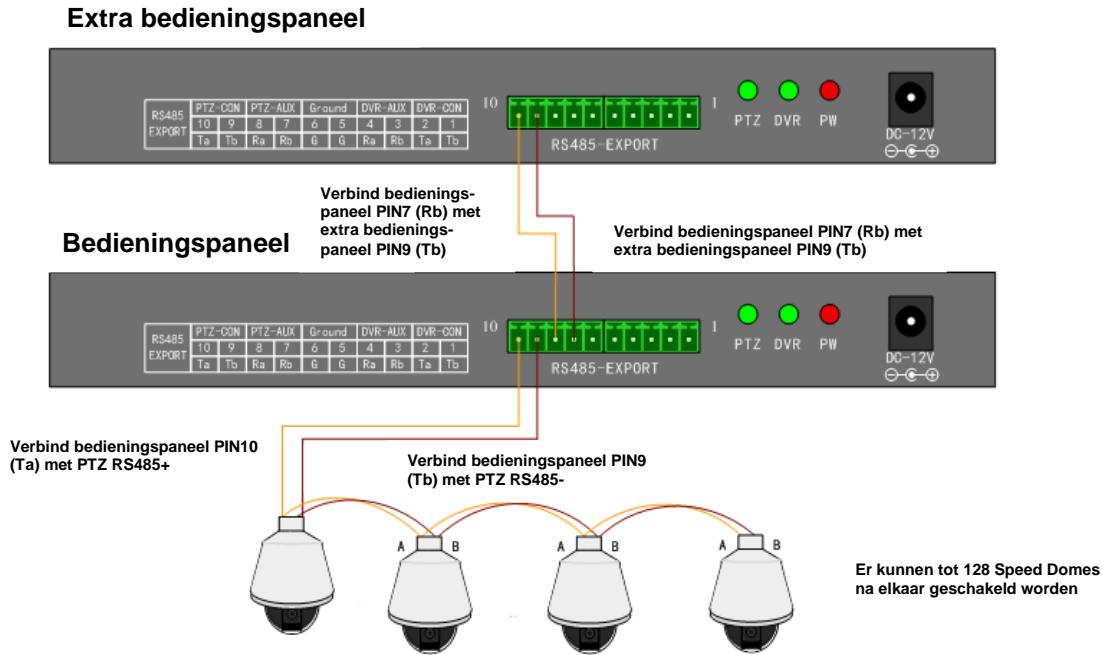 Extra bedieningspaneel
RS485 EXPORT PTZ-CON PTZ-AUX Ground DVR-AUX DVR-CON
10 9 8 7 6 5 4 3 2 1
Ta Tb Ra Rb G G Ra Rb Ta Tb
10 1
RS485-EXPORT
PTZ DVR PW
DC-12V
Verbind bedienings-
paneel PIN7 (Rb) met
extra bedienings-
paneel PIN9 (Tb)
Verbind bedieningspaneel PIN7 (Rb) met
extra bedieningspaneel PIN9 (Tb)
Bedieningspaneel
RS485 EXPORT PTZ-CON PTZ-AUX Ground DVR-AUX DVR-CON
10 9 8 7 6 5 4 3 2 1
Ta Tb Ra Rb G G Ra Rb Ta Tb
10 1
RS485-EXPORT
PTZ DVR PW
DC-12V
Verbind bedieningspaneel PIN10
(Ta) met PTZ RS485+
Verbind bedieningspaneel PIN9
(Tb) met PTZ RS485-
A B A B A B
Er kunnen tot 128 Speed Domes
na elkaar geschakeld worden